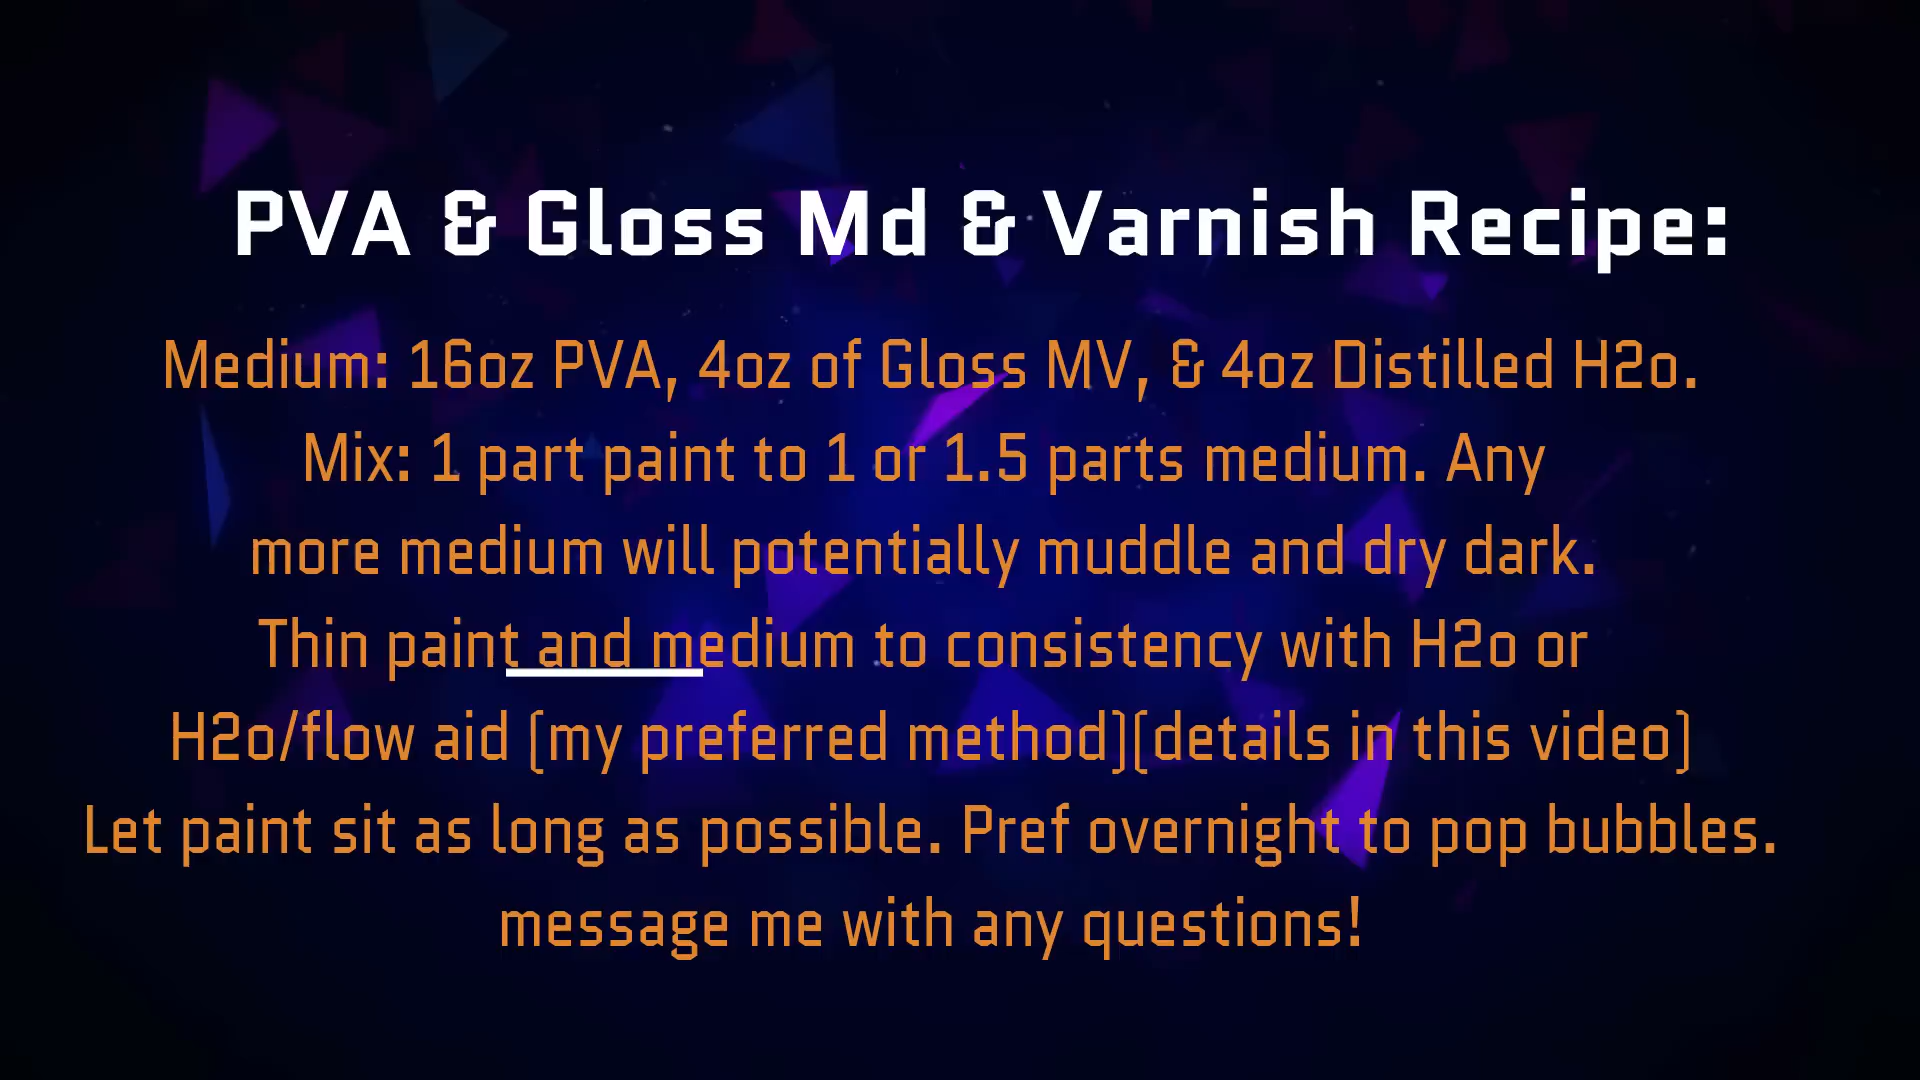 PVA & Gloss Md & Varnish Recipe:
Medium: 16oz PVA, 4oz of Gloss MV, & 4oz Distilled H2o.
Mix: 1 part paint to 1 or 1.5 parts medium. Any
more medium will potentially muddle and dry dark.
Thin paint and medium to consistency with H2o or
H2o/flow aid (my preferred method)(details in this video)
Let paint sit as long as possible. Pref overnight to pop bubbles.
message me with any questions!